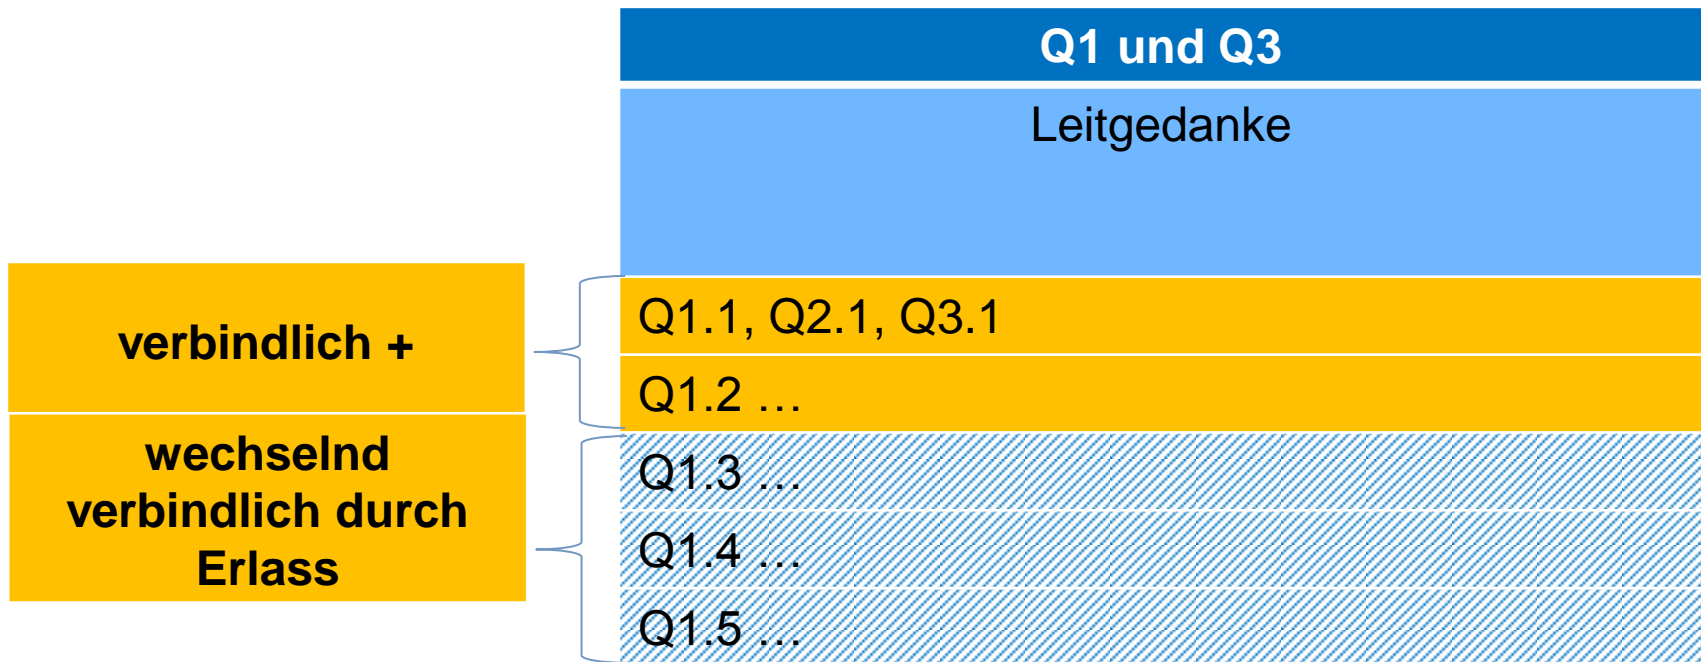 Q1 und Q3
Leitgedanke
verbindlich +
Q1.1, Q2.1, Q3.1
Q1.2 …
wechselnd
verbindlich durch
Erlass
Q1.3 …
Q1.4 …
Q1.5 …